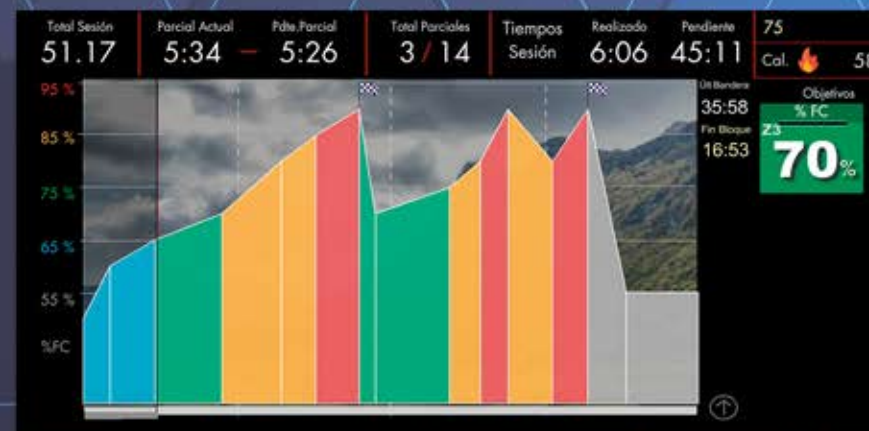 Total Sesión
51.17
Parcial Actual
5:34
–
Pdte.Parcial
5:26
Total Parciales
3 / 14
Tiempos
Sesión
Realizado
6:06
Pendiente
45:11
75
Cal.
58
95 %
85 %
75 %
65 %
55 %
%FC
Últ Bandera
35:58
Fin Bloque
16:53
Objetivos
% FC
Z3
70%